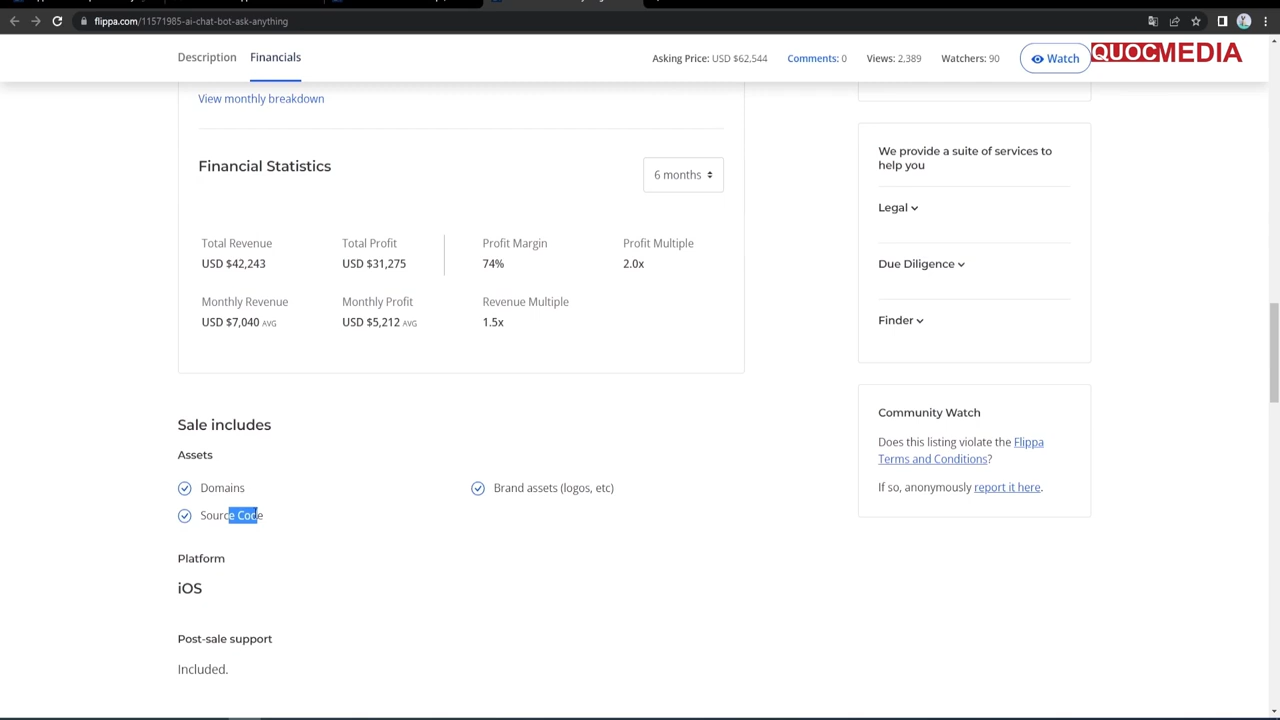 flippa.com/11571985-ai-chat-bot-ask-anything
Description Financials Asking Price: USD $62,544 Comments: 0 Views: 2,389 Watchers: 90 Watch QUOCMEDIA
View monthly breakdown
Financial Statistics
6 months
Total Revenue Total Profit Profit Margin Profit Multiple
USD $42,243 USD $31,275 74% 2.0x
Monthly Revenue Monthly Profit Revenue Multiple
USD $7,040 AVG USD $5,212 AVG 1.5x
We provide a suite of services to
help you
Legal
Due Diligence
Finder
Community Watch
Does this listing violate the Flippa
Terms and Conditions?
If so, anonymously report it here.
Sale includes
Assets
Domains Brand assets (logos, etc)
Source Code
Platform
iOS
Post-sale support
Included.